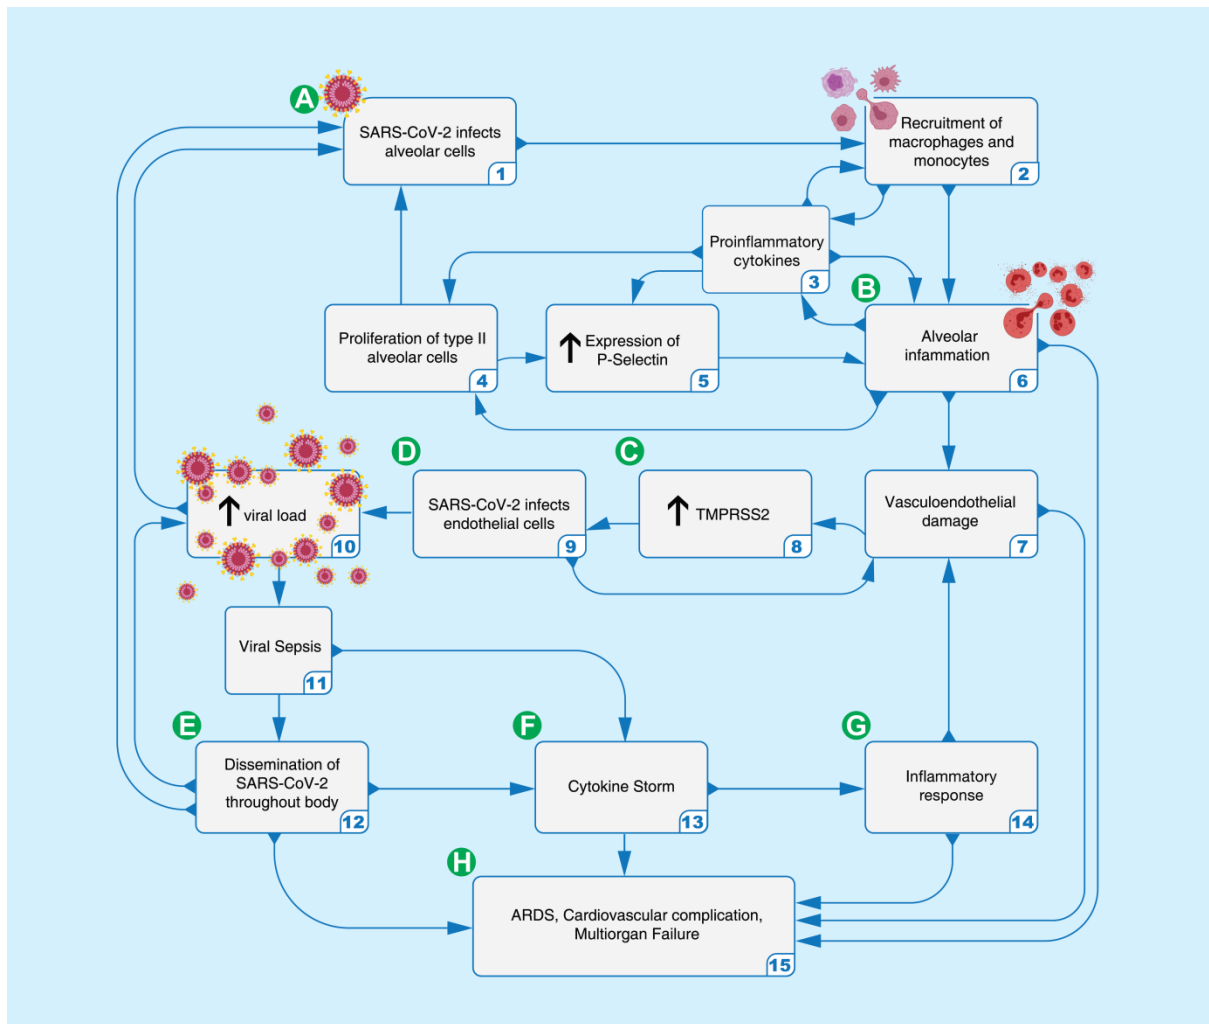 A
SARS-CoV-2 infects
alveolar cells
1
Recruitment of
macrophages and
monocytes
2
Proinflammatory
cytokines
3
B
Proliferation of type II
alveolar cells
4
Expression of
P-Selectin
5
Alveolar
infammation
6
D
C
viral load
10
SARS-CoV-2 infects
endothelial cells
9
TMPRSS2
8
Vasculoendothelial
damage
7
Viral Sepsis
11
E
F
G
Dissemination of
SARS-CoV-2
throughout body
12
Cytokine Storm
13
Inflammatory
response
14
H
ARDS, Cardiovascular complication,
Multiorgan Failure
15